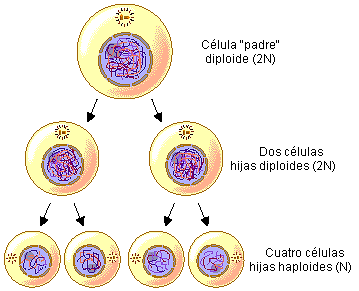 Célula "padre"
diploide (2N)
Dos células
hijas diploides (2N)
Cuatro células
hijas haploides (N)